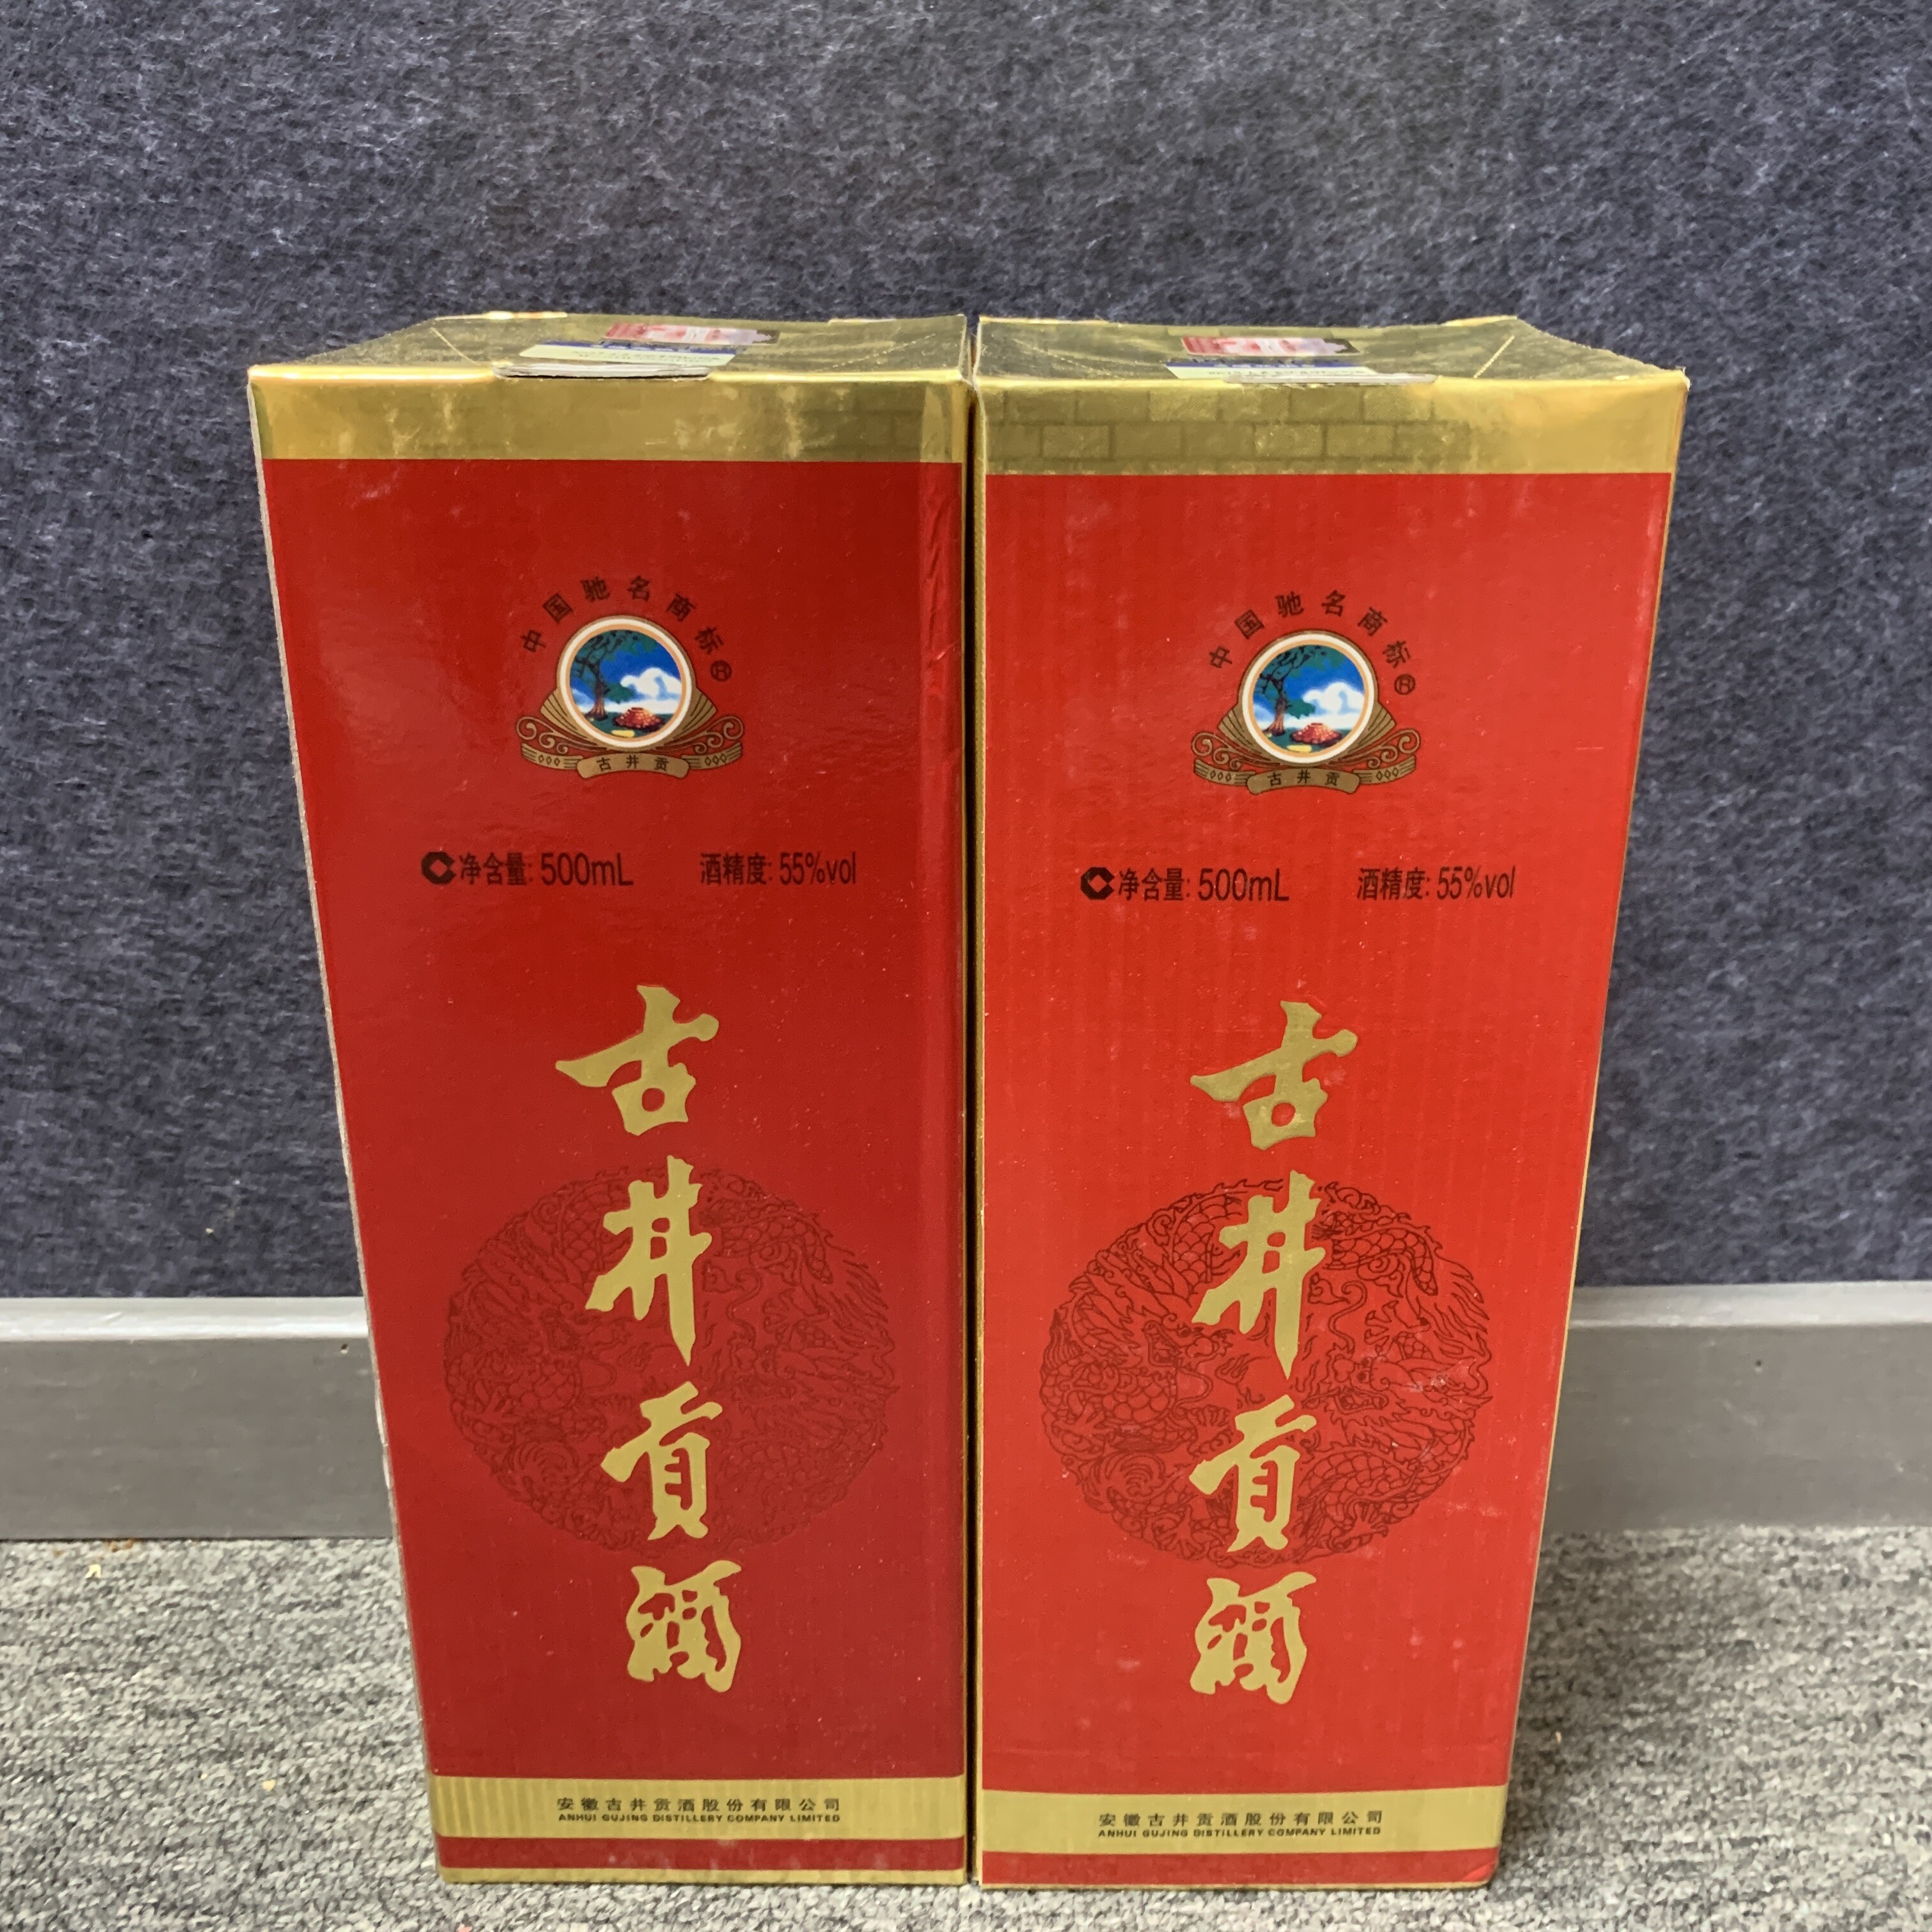 中国驰名商标®
古井贡
净含量: 500mL 酒精度: 55%vol
古井贡酒
安徽古井贡酒股份有限公司
ANHUI GUJING DISTILLERY COMPANY LIMITED
中国驰名商标®
古井贡
净含量: 500mL 酒精度: 55%vol
古井贡酒
安徽古井贡酒股份有限公司
ANHUI GUJING DISTILLERY COMPANY LIMITED